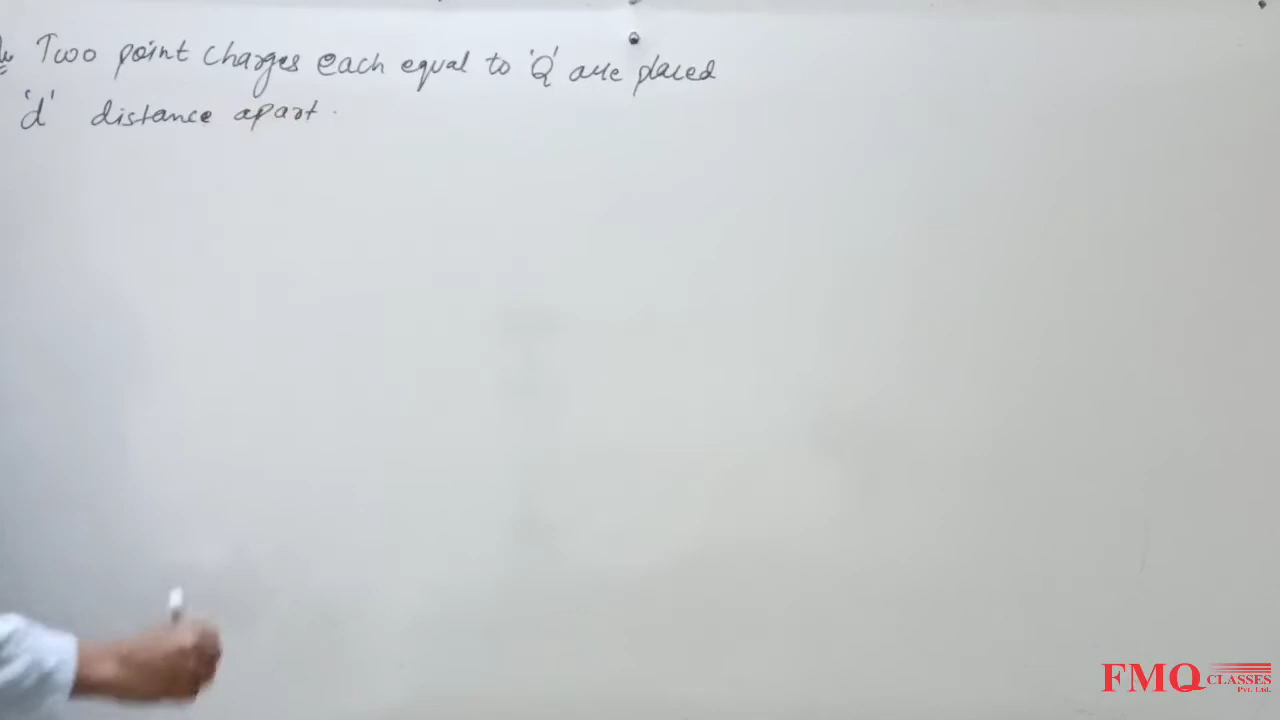 Two point charges each equal to 'Q' are placed
'd' distance apart.
FMQ CLASSES
Pvt. Ltd.